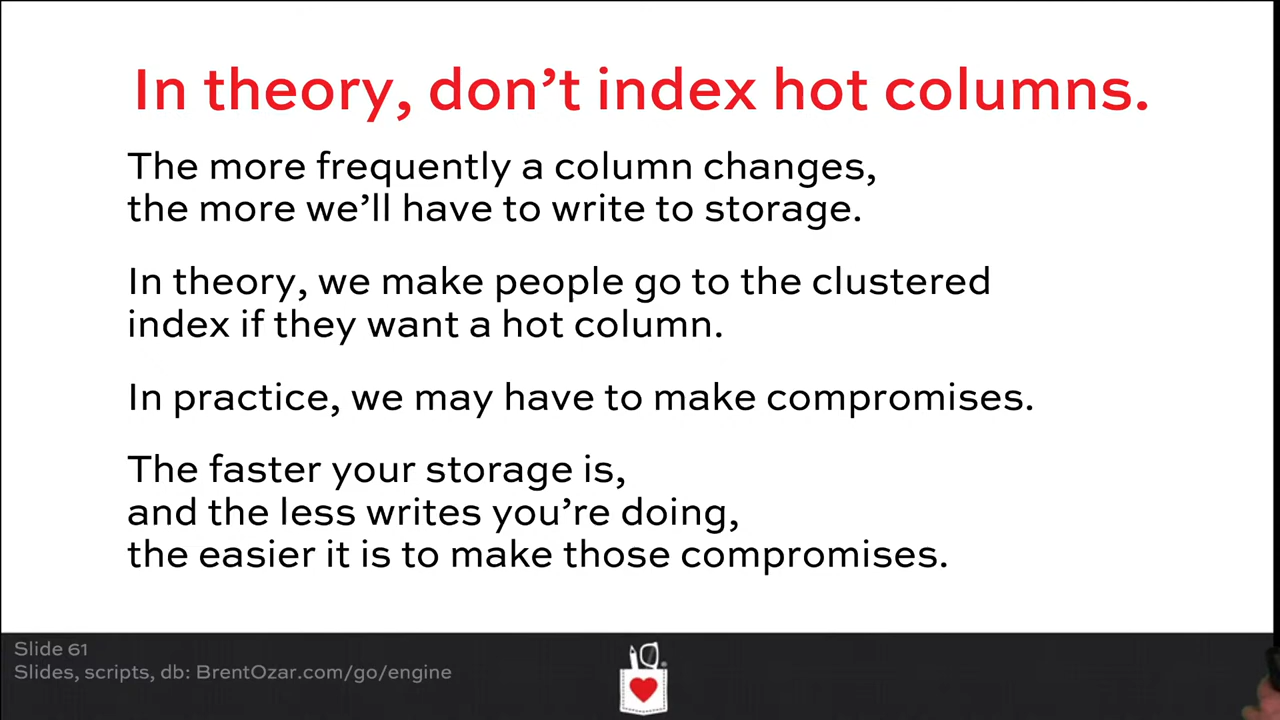 In theory, don’t index hot columns.
The more frequently a column changes,
the more we’ll have to write to storage.
In theory, we make people go to the clustered
index if they want a hot column.
In practice, we may have to make compromises.
The faster your storage is,
and the less writes you’re doing,
the easier it is to make those compromises.
Slide 61
Slides, scripts, db: BrentOzar.com/go/engine